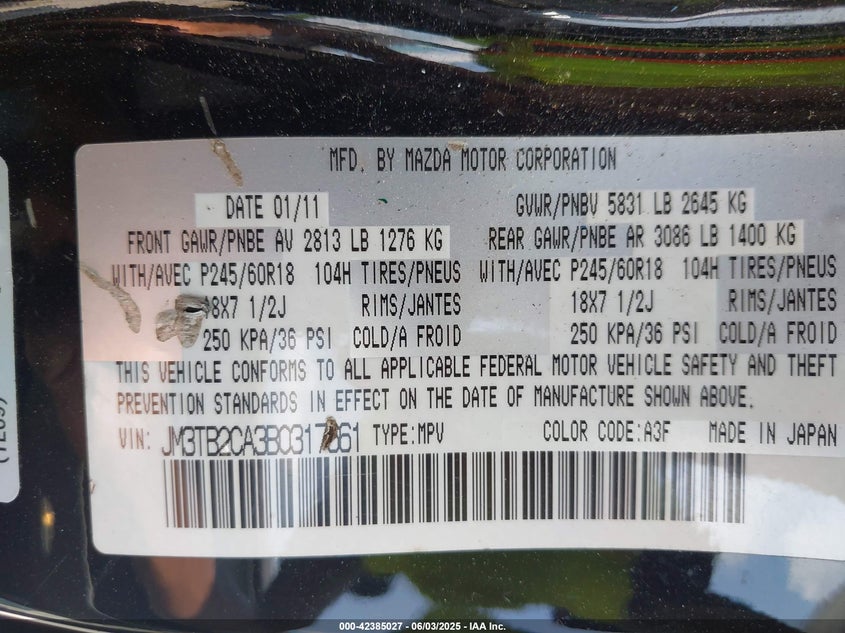 MFD. BY MAZDA MOTOR CORPORATION
DATE 01/11 GVWR/PNBV 5831 LB 2645 KG
FRONT GAWR/PNBE AV 2813 LB 1276 KG REAR GAWR/PNBE AR 3086 LB 1400 KG
WITH/AVEC P245/60R18 104H TIRES/PNEUS WITH/AVEC P245/60R18 104H TIRES/PNEUS
18X7 1/2J RIMS/JANTES 18X7 1/2J RIMS/JANTES
250 KPA/36 PSI COLD/A FROID 250 KPA/36 PSI COLD/A FROID
THIS VEHICLE CONFORMS TO ALL APPLICABLE FEDERAL MOTOR VEHICLE SAFETY AND THEFT
PREVENTION STANDARDS IN EFFECT ON THE DATE OF MANUFACTURE SHOWN ABOVE.
VIN: TYPE:MPV COLOR CODE:A3F MADE IN JAPAN
000-42385027 - 06/03/2025 - IAA Inc.